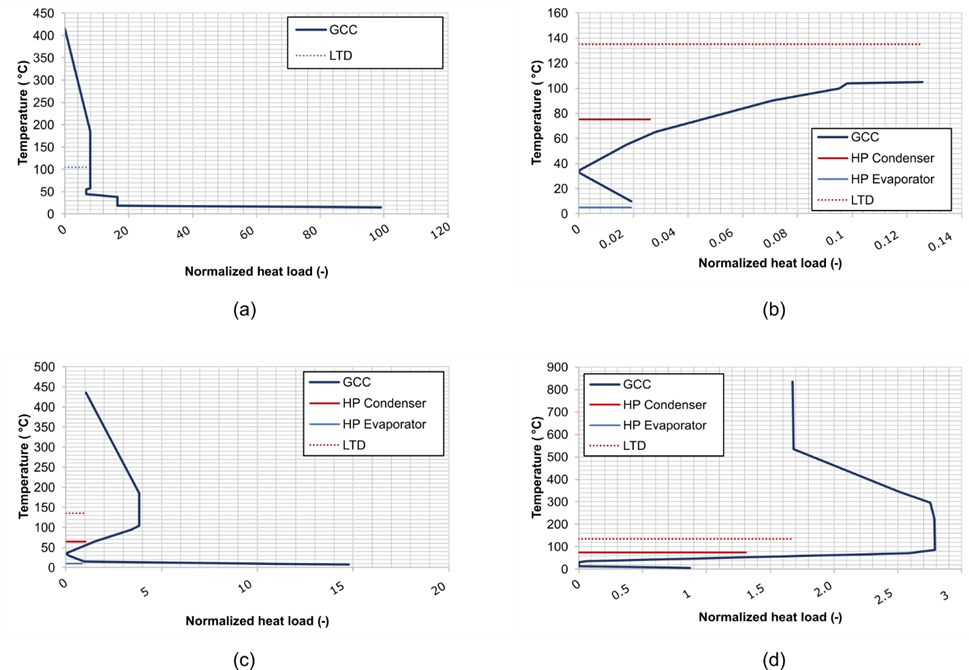 450
400
350
300
250
200
150
100
50
0
Temperature ( °C)
GCC
LTD
0
20
40
60
80
100
120
Normalized heat load (-)
(a)
160
140
120
100
80
60
40
20
0
Temperature (°C)
GCC
HP Condenser
HP Evaporator
LTD
0
0.02
0.04
0.06
0.08
0.1
0.12
0.14
Normalized heat load (-)
(b)
500
450
400
350
300
250
200
150
100
50
0
Temperature ( °C)
GCC
HP Condenser
HP Evaporator
LTD
0
5
10
15
20
Normalized heat load (-)
(c)
900
800
700
600
500
400
300
200
100
0
Temperature ( °C)
GCC
HP Condenser
HP Evaporator
LTD
0
0.5
1
1.5
2.0
2.5
3
Normalized heat load (-)
(d)